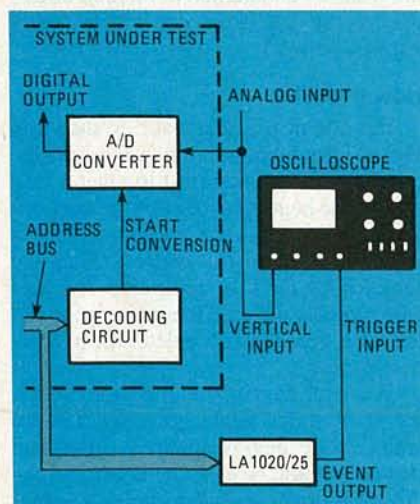 SYSTEM UNDER TEST
DIGITAL
OUTPUT
ANALOG INPUT
A/D
CONVERTER
OSCILLOSCOPE
ADDRESS
BUS
START
CONVERSION
DECODING
CIRCUIT
VERTICAL
INPUT
TRIGGER
INPUT
LA1020/25
EVENT
OUTPUT